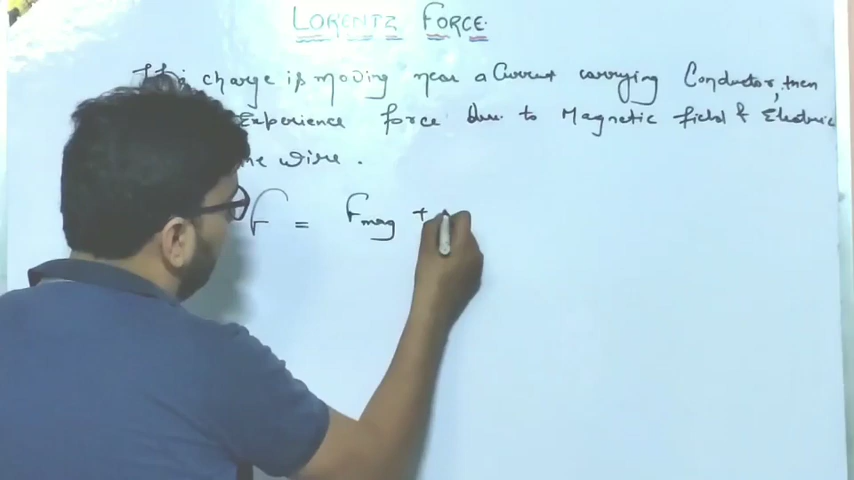 LORENTZ FORCE
If a charge is moving near a Current carrying Conductor, then
Experience force Due to Magnetic field & Electric
wire.
F = Fmag +